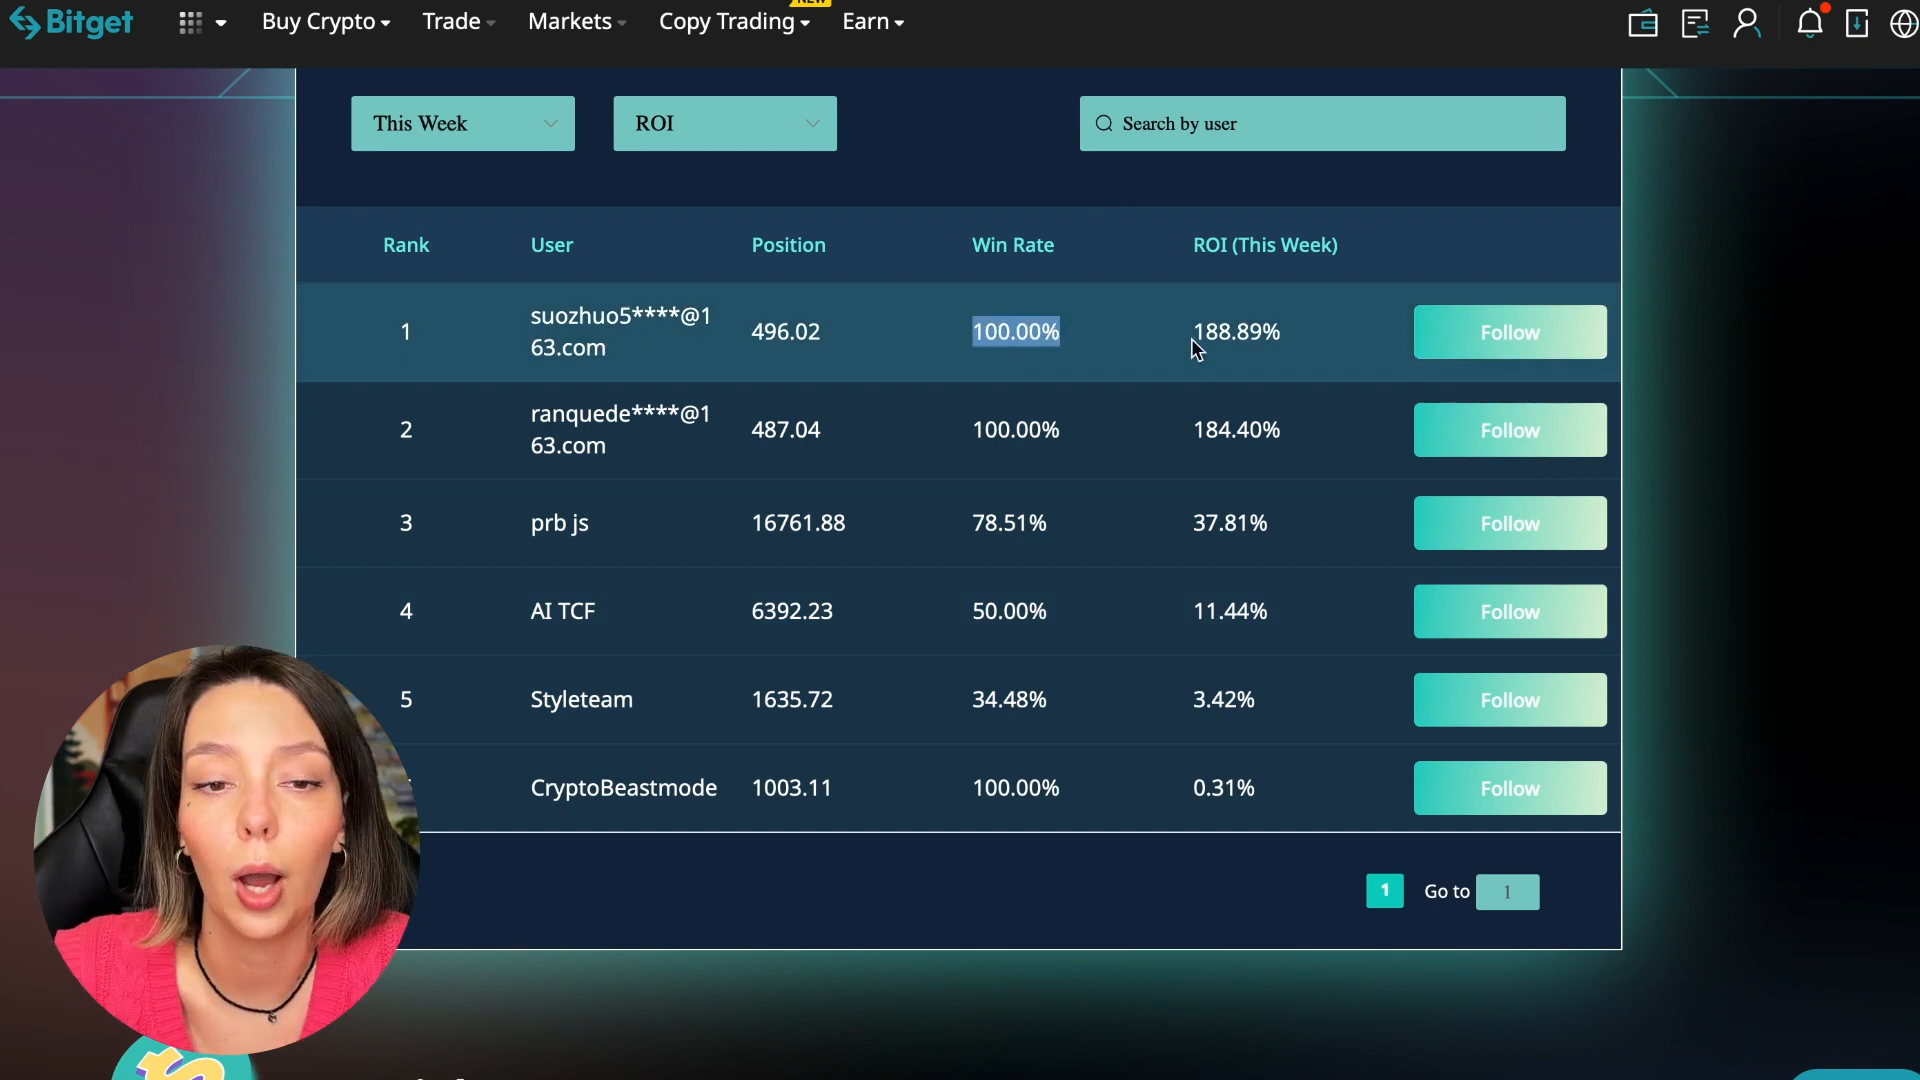 Bitget
Buy Crypto
Trade
Markets
Copy Trading
NEW
Earn
This Week
ROI
Search by user
Rank
User
Position
Win Rate
ROI (This Week)
1
suozhuo5****@1
63.com
496.02
100.00%
188.89%
Follow
2
ranquede****@1
63.com
487.04
100.00%
184.40%
Follow
3
prb js
16761.88
78.51%
37.81%
Follow
4
AI TCF
6392.23
50.00%
11.44%
Follow
5
Styleteam
1635.72
34.48%
3.42%
Follow
CryptoBeastmode
1003.11
100.00%
0.31%
Follow
1
Go to
1